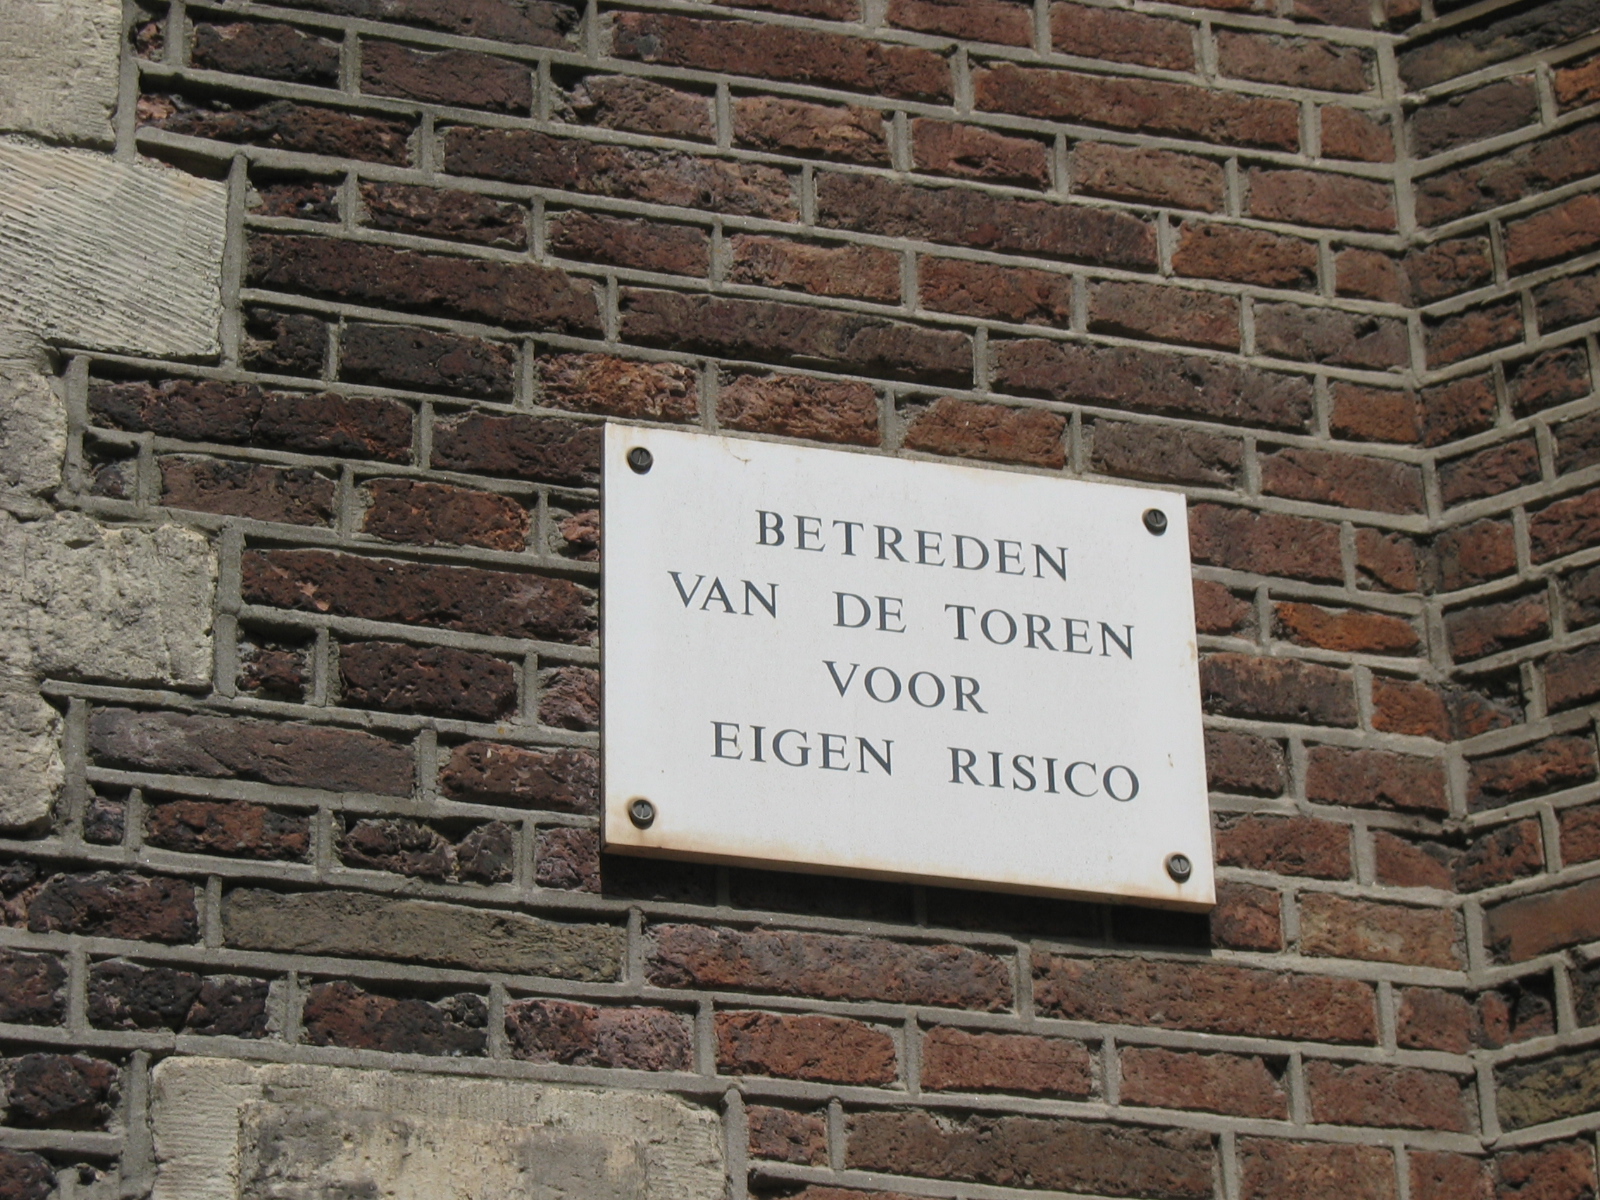 BETREDEN
VAN DE TOREN
VOOR
EIGEN RISICO